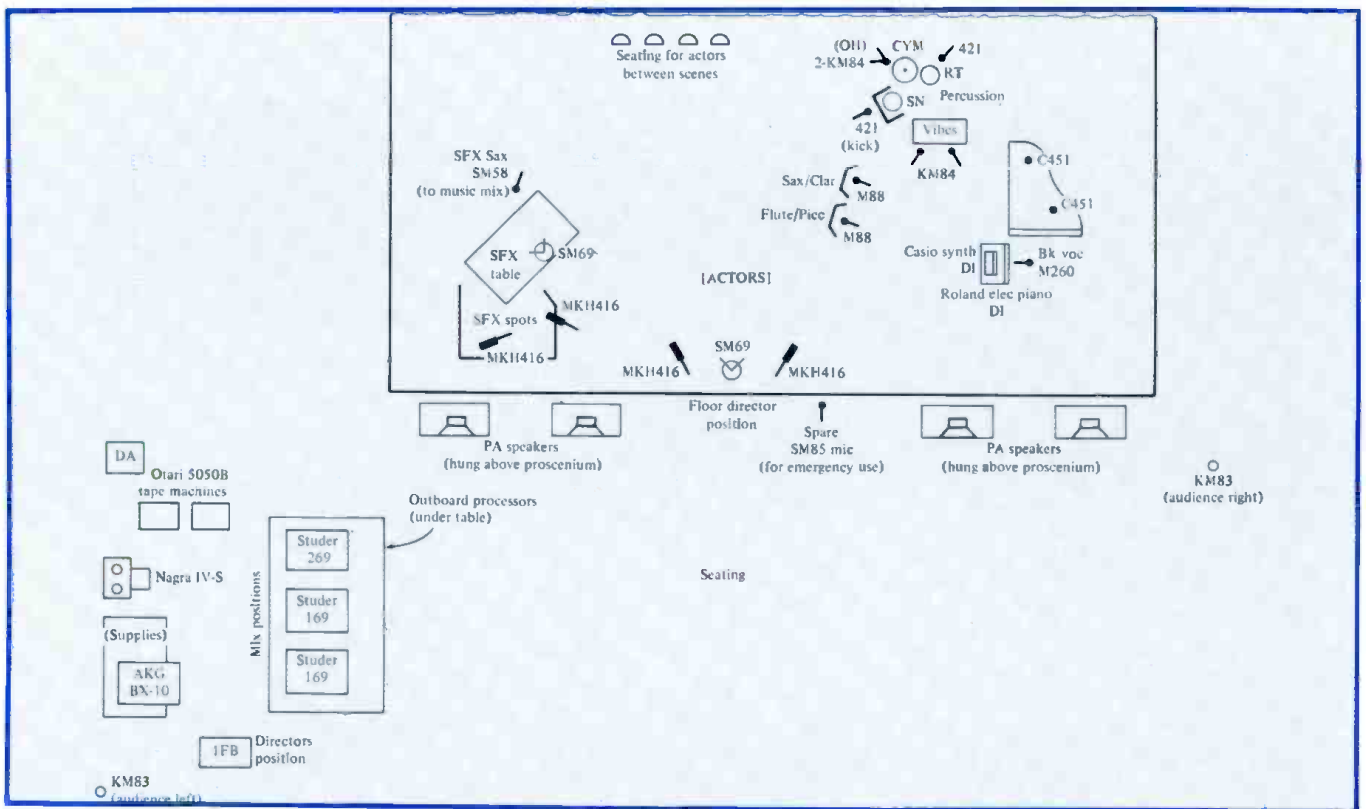 Seating for actors
between scenes
(OH)
2-KM84
CYM
421
RT
SN
Percussion
421
(kick)
Vibes
KM84
C451
C451
SFX Sax
SM58
(to music mix)
Sax/Clar
M88
Flute/Picc
M88
SFX
table
SM69
Casio synth
DI
Bk voc
M260
Roland elec piano
DI
[ACTORS]
SFX spots
MKH416
MKH416
MKH416
SM69
MKH416
Floor director
position
PA speakers
(hung above proscenium)
Spare
SM85 mic
(for emergency use)
PA speakers
(hung above proscenium)
KM83
(audience right)
DA
Otari 5050B
tape machines
Outboard processors
(under table)
Nagra IV-S
Mix positions
Studer
269
Studer
169
Studer
169
Seating
(Supplies)
AKG
BX-10
IFB
Directors
position
KM83
(audience left)